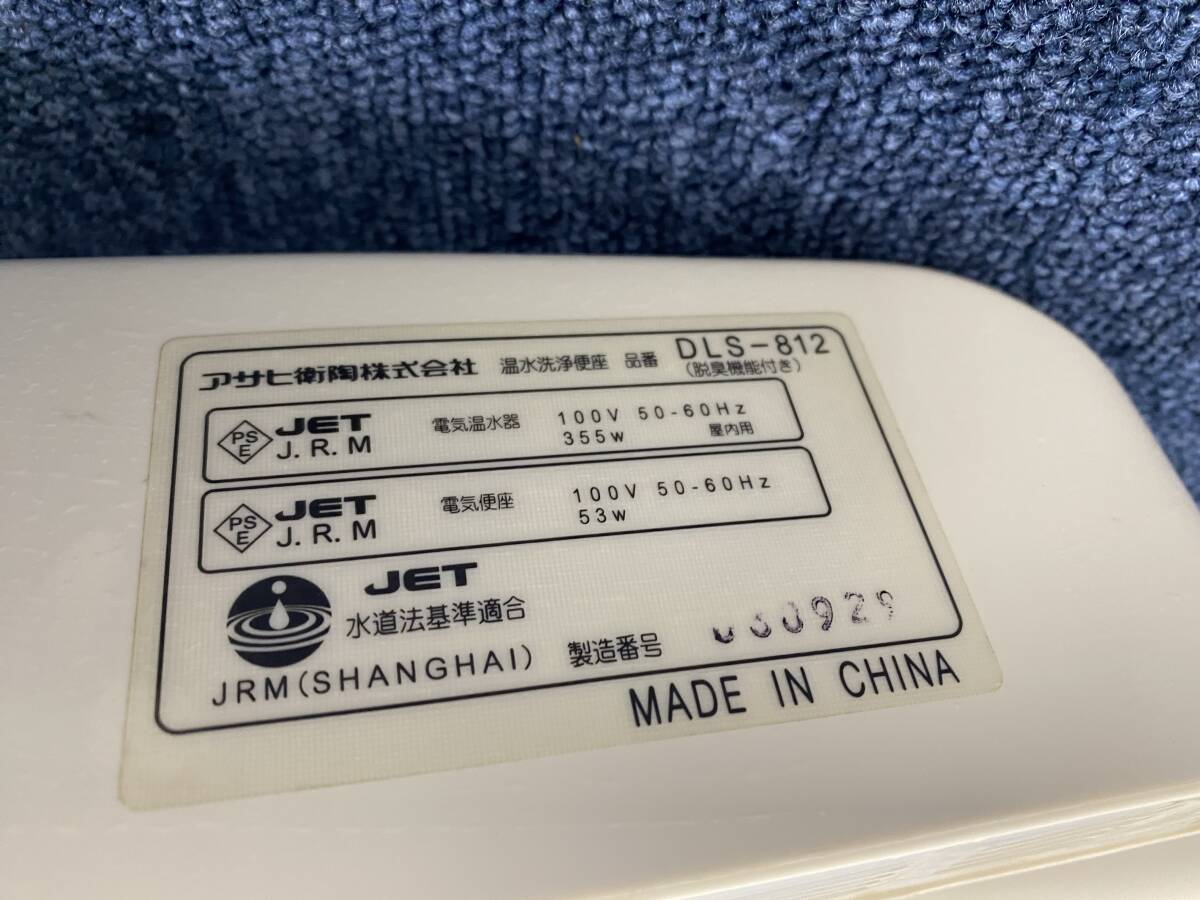 アサヒ衛陶株式会社 温水洗浄便座 品番 DLS-812
(脱臭機能付き)
PSE JET 電気温水器 100V 50-60Hz
J.R.M 355w 屋内用
PSE JET 電気便座 100V 50-60Hz
J.R.M 53w
JET
水道法基準適合
JRM(SHANGHAI) 製造番号
MADE IN CHINA